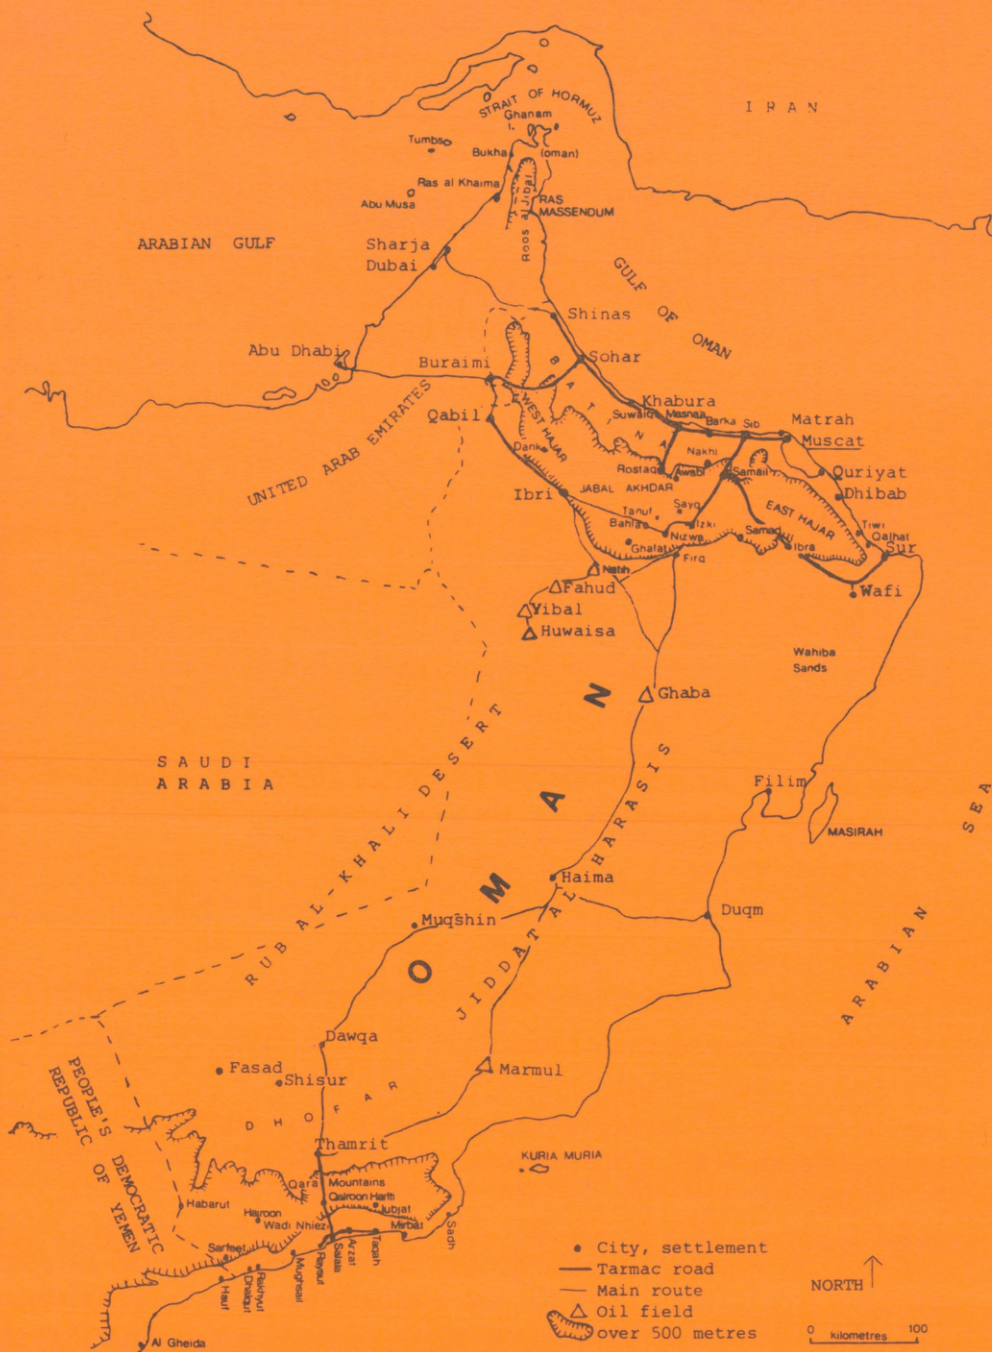 IRAN
STRAIT OF HORMUZ
Ghanam
I.
Tumbs
Bukha
(oman)
Ras al Khaima
Abu Musa
RAS
MASSENDUM
Roos al Jibal
ARABIAN GULF
Sharja
Dubai
GULF OF OMAN
Shinas
Abu Dhabi
Buraimi
Sohar
BATINA
Khabura
Qabil
WEST HAJAR
Suwaiq
Masnaa
Barka
Sib
Matrah
Muscat
UNITED ARAB EMIRATES
Dank
Nakhl
Rostaq
Awabi
Samail
Quriyat
Dhibab
Ibri
JABAL AKHDAR
EAST HAJAR
Tanuf
Sayq
Bahla
Izki
Nizwa
Samad
Tiwi
Qalhat
Ghafat
Firq
Ibra
Sur
Natih
Fahud
Wafi
Yibal
Huwaisa
Wahiba
Sands
Ghaba
OMAN
SAUDI
ARABIA
RUB AL-KHALI DESERT
JIDDAT AL HARASIS
Filim
MASIRAH
ARABIAN SEA
Haima
Muqshin
Duqm
Dawqa
Fasad
Shisur
Marmul
PEOPLE'S DEMOCRATIC
REPUBLIC OF YEMEN
DHOFAR
Thamrit
KURIA MURIA
Qara Mountains
Qairoon Hariti
Jubjat
Habarut
Hairoon
Wadi Nhiez
Mirbat
Sadh
Sarfeet
Hauf
Dhalqut
Rakhyut
Mughsail
Raysut
Salala
Arzat
Taqah
Al Gheida
City, settlement
Tarmac road
Main route
Oil field
over 500 metres
NORTH
0 kilometres 100